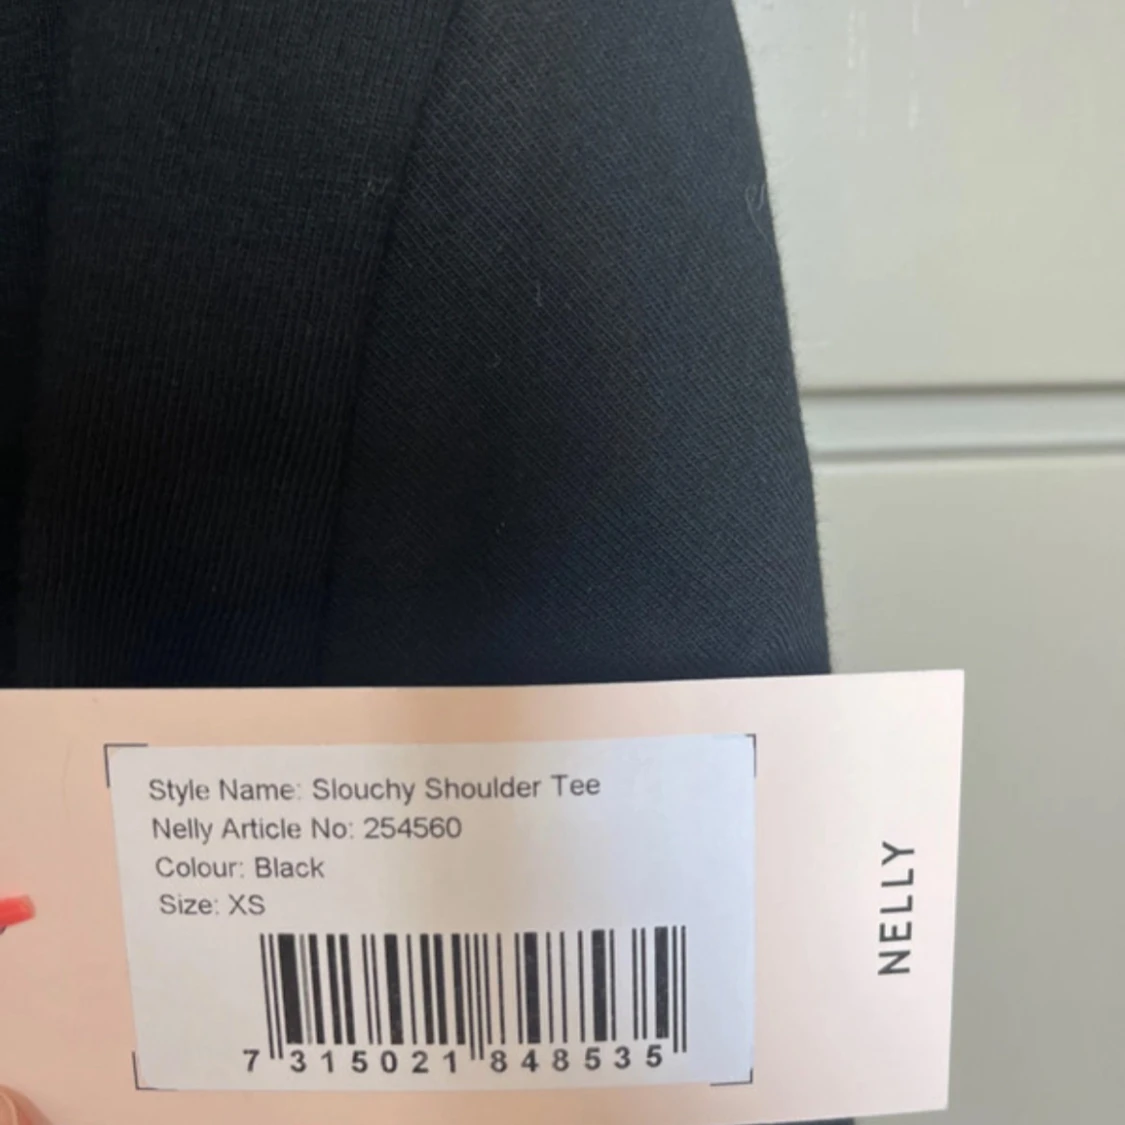 Style Name: Slouchy Shoulder Tee
Nelly Article No: 254560
Colour: Black
Size: XS
7 315021 848535
NELLY